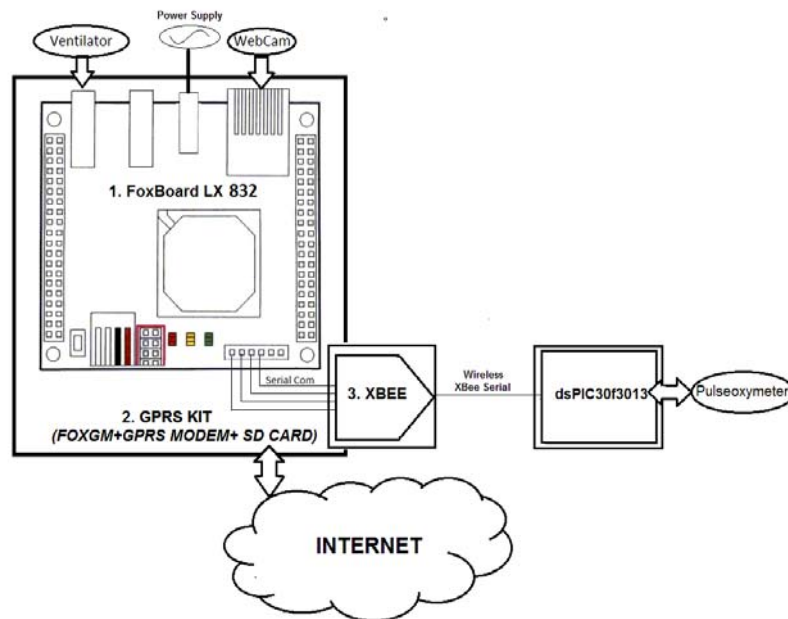 Power Supply
Ventilator
WebCam
1. FoxBoard LX 832
Serial Com
3. XBEE
Wireless
XBee Serial
dsPIC30f3013
Pulseoxymeter
2. GPRS KIT
(FOXGM+GPRS MODEM+ SD CARD)
INTERNET